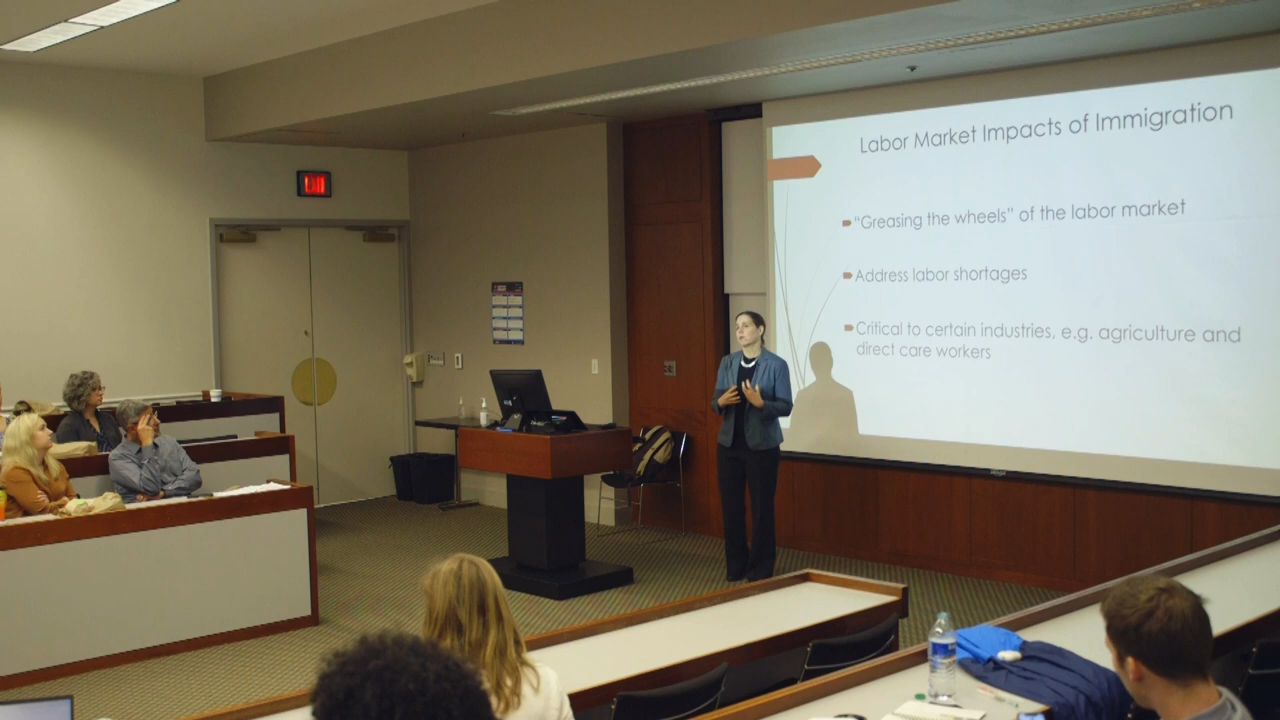 Labor Market Impacts of Immigration
"Greasing the wheels" of the labor market
Address labor shortages
Critical to certain industries, e.g. agriculture and
direct care workers